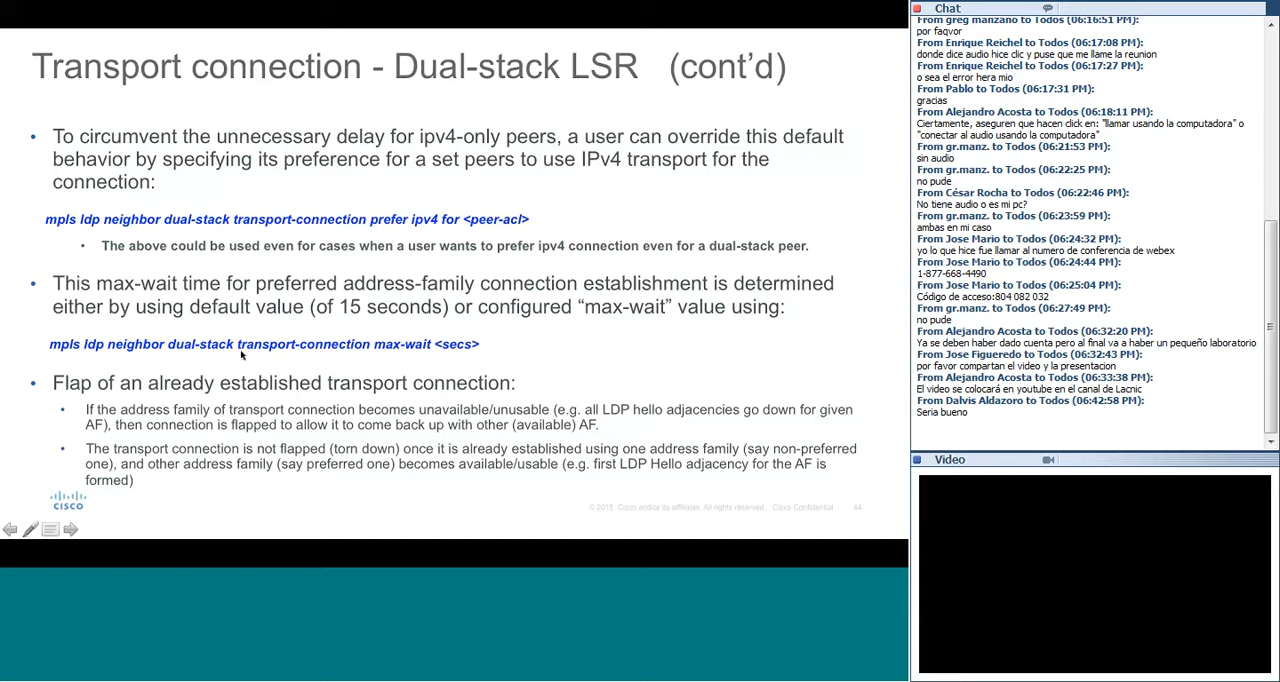 Transport connection - Dual-stack LSR (cont'd)
• To circumvent the unnecessary delay for ipv4-only peers, a user can override this default
behavior by specifying its preference for a set peers to use IPv4 transport for the
connection:
mpls ldp neighbor dual-stack transport-connection prefer ipv4 for <peer-acl>
• The above could be used even for cases when a user wants to prefer ipv4 connection even for a dual-stack peer.
• This max-wait time for preferred address-family connection establishment is determined
either by using default value (of 15 seconds) or configured “max-wait” value using:
mpls ldp neighbor dual-stack transport-connection max-wait <secs>
• Flap of an already established transport connection:
• If the address family of transport connection becomes unavailable/unusable (e.g. all LDP hello adjacencies go down for given
AF), then connection is flapped to allow it to come back up with other (available) AF.
• The transport connection is not flapped (torn down) once it is already established using one address family (say non-preferred
one), and other address family (say preferred one) becomes available/usable (e.g. first LDP Hello adjacency for the AF is
formed)
CISCO
© 2015 Cisco and/or its affiliates. All rights reserved. Cisco Confidential 44
Chat
From greg manzano to Todos (06:16:51 PM):
por faqvor
From Enrique Reichel to Todos (06:17:08 PM):
donde dice audio hice clic y puse que me llame la reunion
From Enrique Reichel to Todos (06:17:27 PM):
o sea el error hera mio
From Pablo to Todos (06:17:31 PM):
gracias
From Alejandro Acosta to Todos (06:18:11 PM):
Ciertamente, aseguren que hacen click en: "llamar usando la computadora" o
"conectar al audio usando la computadora"
From gr.manz. to Todos (06:21:53 PM):
sin audio
From gr.manz. to Todos (06:22:25 PM):
no pude
From César Rocha to Todos (06:22:46 PM):
No tiene audio o es mi pc?
From gr.manz. to Todos (06:23:59 PM):
ambas en mi caso
From Jose Mario to Todos (06:24:32 PM):
yo lo que hice fue llamar al numero de conferencia de webex
From Jose Mario to Todos (06:24:44 PM):
1-877-668-4490
From Jose Mario to Todos (06:25:04 PM):
Código de acceso:804 082 032
From gr.manz. to Todos (06:27:49 PM):
no pude
From Alejandro Acosta to Todos (06:32:20 PM):
Ya se deben haber dado cuenta pero al final va a haber un pequeño laboratorio
From Jose Figueredo to Todos (06:32:43 PM):
por favor compartan el video y la presentacion
From Alejandro Acosta to Todos (06:33:38 PM):
El video se colocará en youtube en el canal de Lacnic
From Dalvis Aldazoro to Todos (06:42:58 PM):
Seria bueno
Video